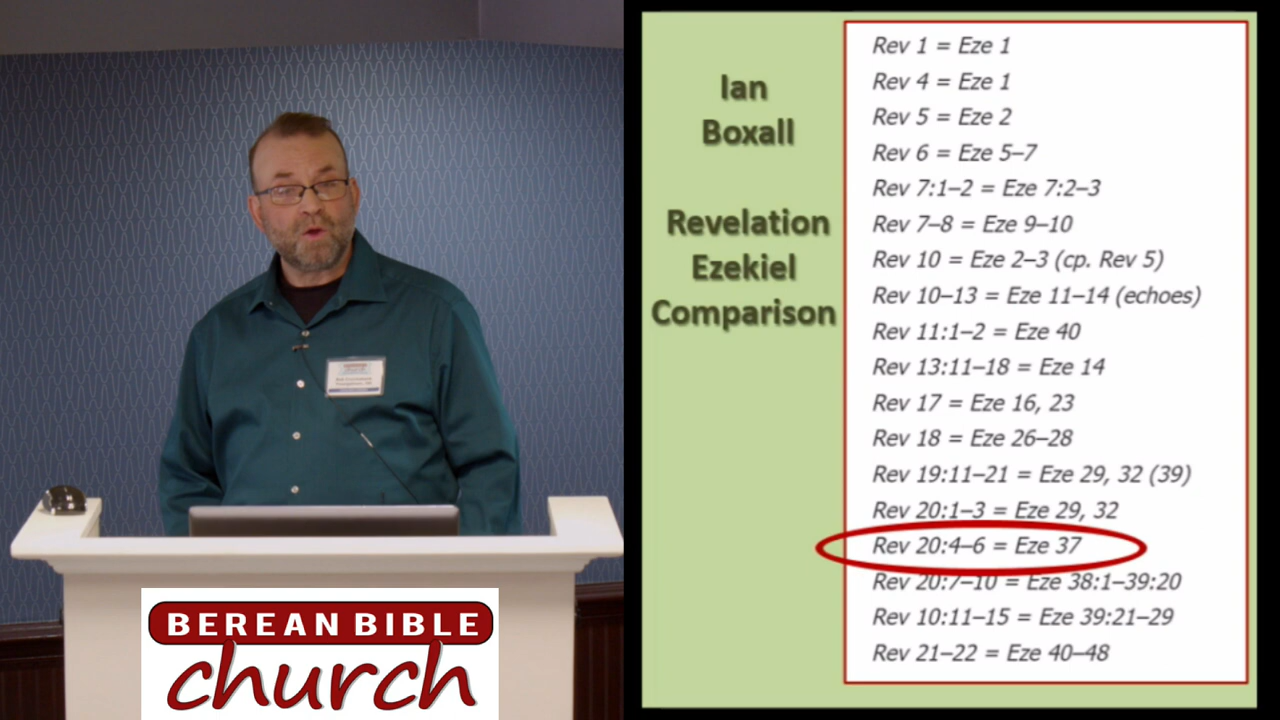 BEREAN BIBLE
church
Ian
Boxall
Revelation
Ezekiel
Comparison
Rev 1 = Eze 1
Rev 4 = Eze 1
Rev 5 = Eze 2
Rev 6 = Eze 5–7
Rev 7:1–2 = Eze 7:2–3
Rev 7–8 = Eze 9–10
Rev 10 = Eze 2–3 (cp. Rev 5)
Rev 10–13 = Eze 11–14 (echoes)
Rev 11:1–2 = Eze 40
Rev 13:11–18 = Eze 14
Rev 17 = Eze 16, 23
Rev 18 = Eze 26–28
Rev 19:11–21 = Eze 29, 32 (39)
Rev 20:1–3 = Eze 29, 32
Rev 20:4–6 = Eze 37
Rev 20:7–10 = Eze 38:1–39:20
Rev 10:11–15 = Eze 39:21–29
Rev 21–22 = Eze 40–48